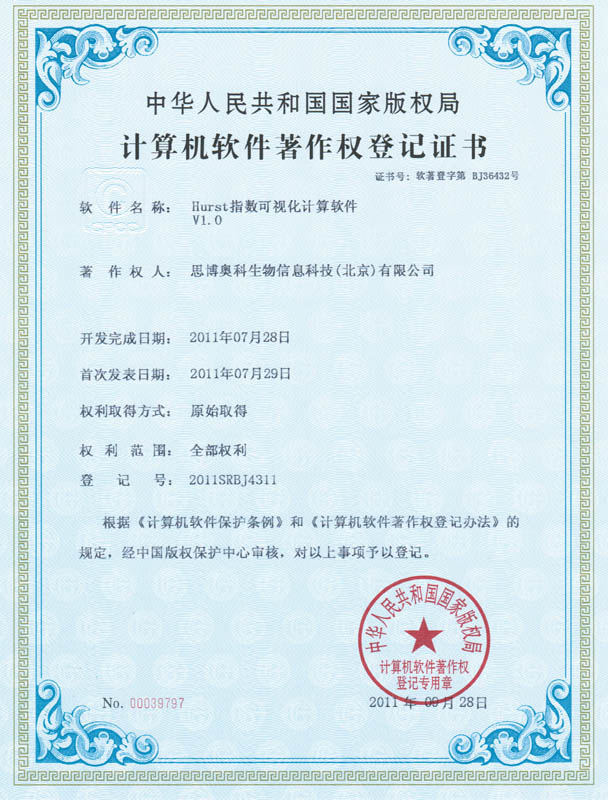 中华人民共和国国家版权局
计算机软件著作权登记证书
证书号：软著登字第 BJ36432号
软件名称：Hurst指数可视化计算软件
V1.0
著作权人：思博奥科生物信息科技(北京)有限公司
开发完成日期：2011年07月28日
首次发表日期：2011年07月29日
权利取得方式：原始取得
权利范围：全部权利
登记号：2011SRBJ4311
根据《计算机软件保护条例》和《计算机软件著作权登记办法》的
规定，经中国版权保护中心审核，对以上事项予以登记。
中华人民共和国国家版权局
计算机软件著作权
登记专用章
No. 00039797
2011年09月28日